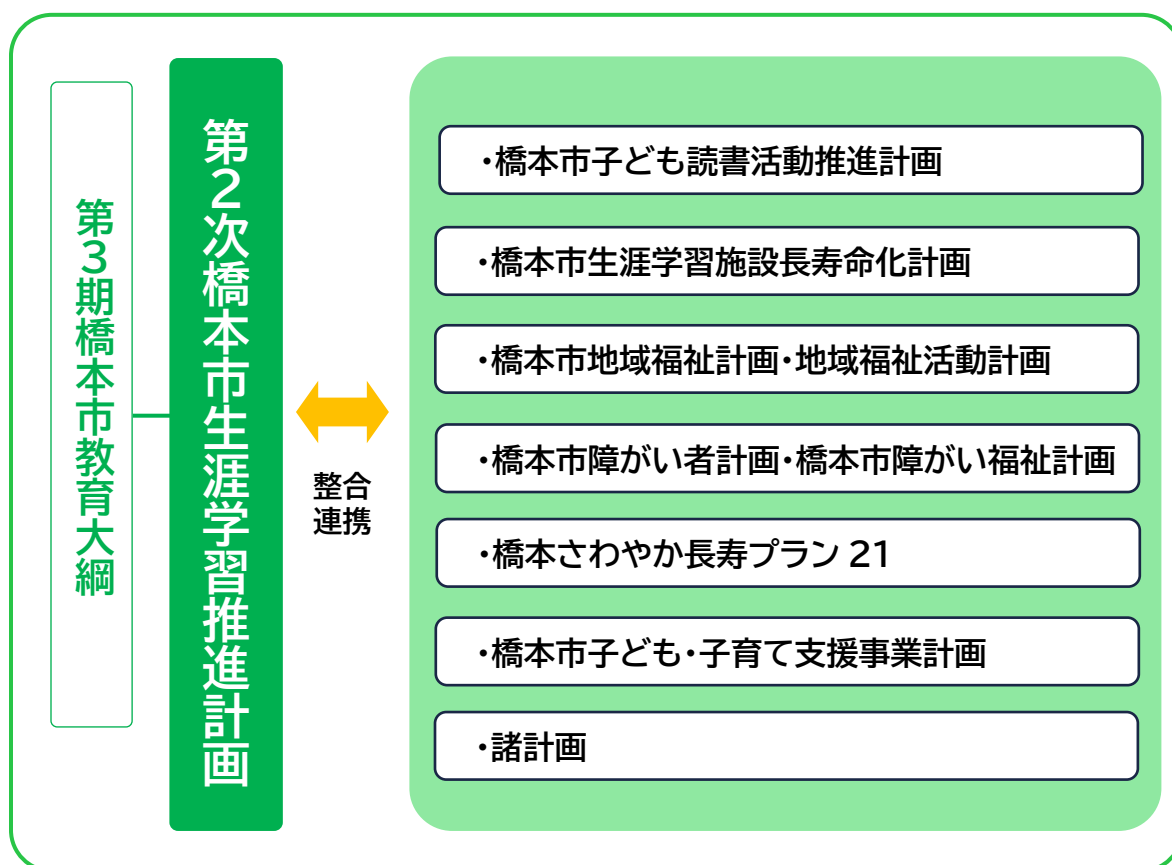 第3期橋本市教育大綱
第2次橋本市生涯学習推進計画
整合
連携
・橋本市子ども読書活動推進計画
・橋本市生涯学習施設長寿命化計画
・橋本市地域福祉計画・地域福祉活動計画
・橋本市障がい者計画・橋本市障がい福祉計画
・橋本さわやか長寿プラン 21
・橋本市子ども・子育て支援事業計画
・諸計画